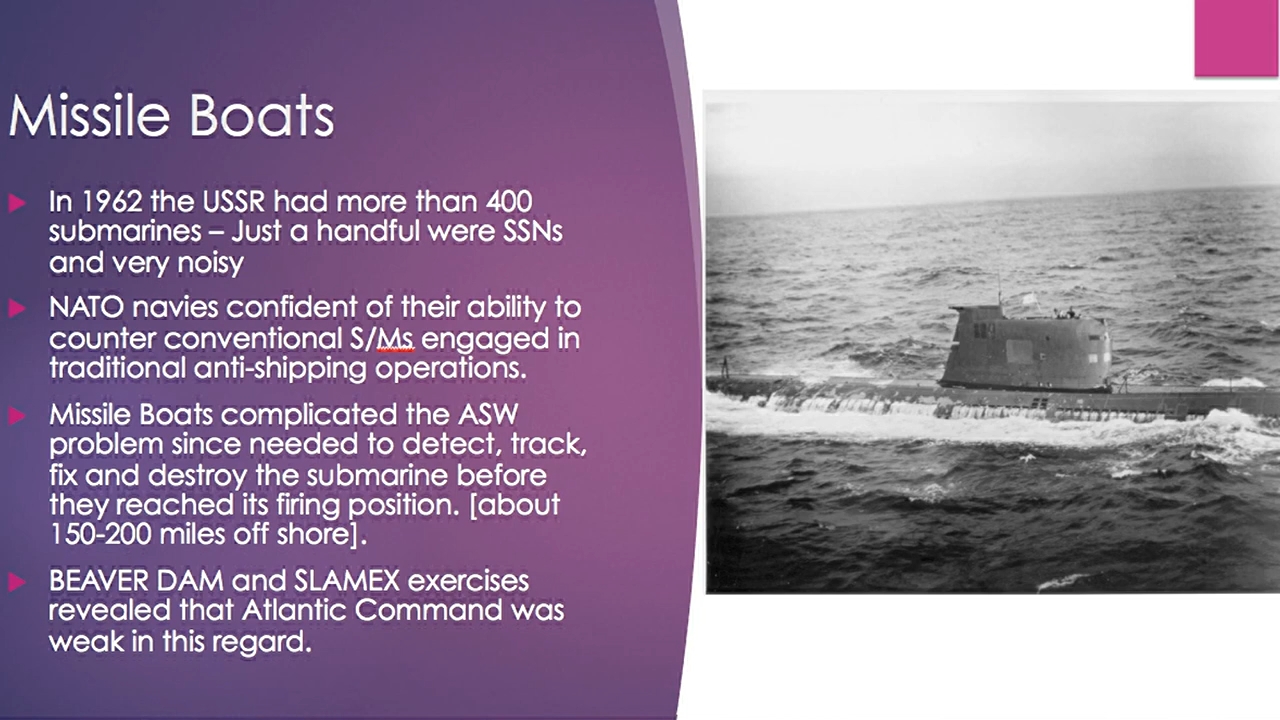 Missile Boats
In 1962 the USSR had more than 400
submarines – Just a handful were SSNs
and very noisy
NATO navies confident of their ability to
counter conventional S/Ms engaged in
traditional anti-shipping operations.
Missile Boats complicated the ASW
problem since needed to detect, track,
fix and destroy the submarine before
they reached its firing position. [about
150-200 miles off shore].
BEAVER DAM and SLAMEX exercises
revealed that Atlantic Command was
weak in this regard.